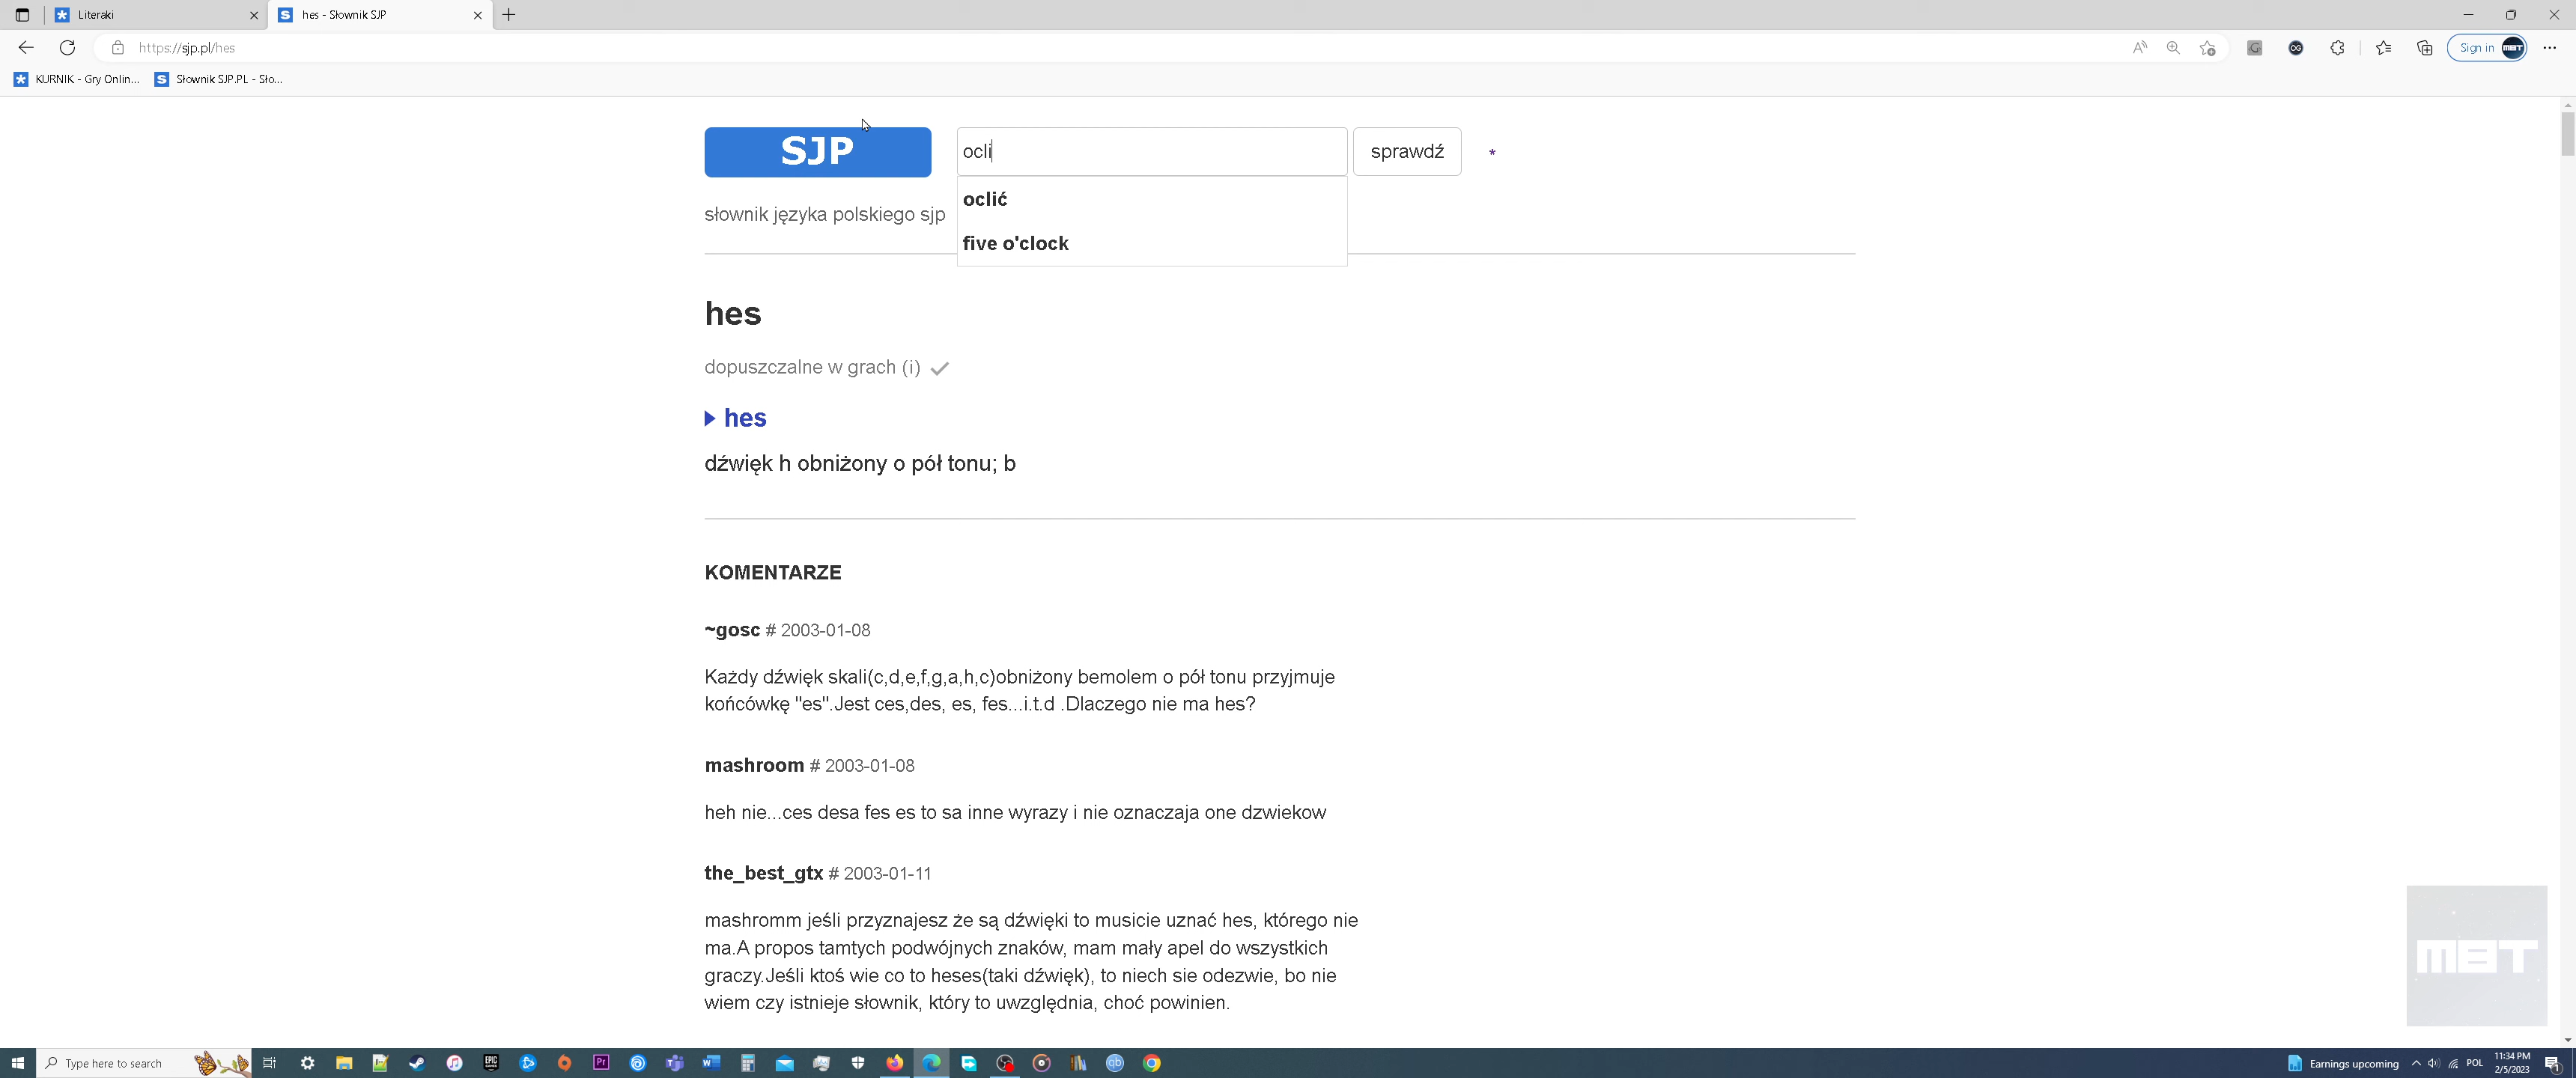 Literaki
hes - Słownik SJP
https://sjp.pl/hes
Sign in
KURNIK - Gry Onlin...
Słownik SJP.PL - Sło...
SJP
ocli
sprawdź
*
oclić
słownik języka polskiego sjp
five o'clock
hes
dopuszczalne w grach (i)
hes
dźwięk h obniżony o pół tonu; b
KOMENTARZE
~gosc # 2003-01-08
Każdy dźwięk skali(c,d,e,f,g,a,h,c)obniżony bemolem o pół tonu przyjmuje
końcówkę "es".Jest ces,des, es, fes...i.t.d .Dlaczego nie ma hes?
mashroom # 2003-01-08
heh nie...ces desa fes es to sa inne wyrazy i nie oznaczaja one dzwiekow
the_best_gtx # 2003-01-11
mashromm jeśli przyznajesz że są dźwięki to musicie uznać hes, którego nie
ma.A propos tamtych podwójnych znaków, mam mały apel do wszystkich
graczy.Jeśli ktoś wie co to heses(taki dźwięk), to niech sie odezwie, bo nie
wiem czy istnieje słownik, który to uwzględnia, choć powinien.
MBT
Type here to search
Earnings upcoming
POL
11:34 PM
2/5/2023